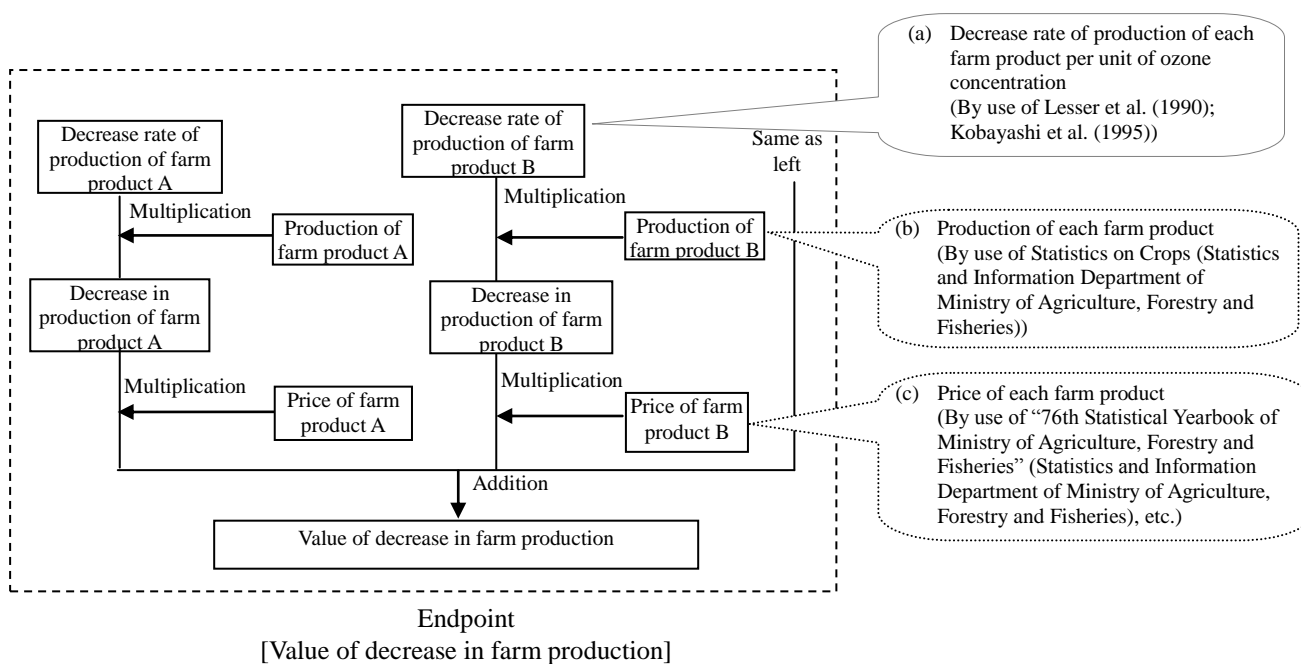 Decrease rate of
production of farm
product A
Multiplication
Production of
farm product A
Decrease in
production of farm
product A
Multiplication
Price of farm
product A
Decrease rate of
production of farm
product B
Multiplication
Production of
farm product B
Decrease in
production of farm
product B
Multiplication
Price of farm
product B
Same as
left
Addition
Value of decrease in farm production
Endpoint
[Value of decrease in farm production]
(a) Decrease rate of production of each
farm product per unit of ozone
concentration
(By use of Lesser et al. (1990);
Kobayashi et al. (1995))
(b) Production of each farm product
(By use of Statistics on Crops (Statistics
and Information Department of
Ministry of Agriculture, Forestry and
Fisheries))
(c) Price of each farm product
(By use of “76th Statistical Yearbook of
Ministry of Agriculture, Forestry and
Fisheries” (Statistics and Information
Department of Ministry of Agriculture,
Forestry and Fisheries), etc.)